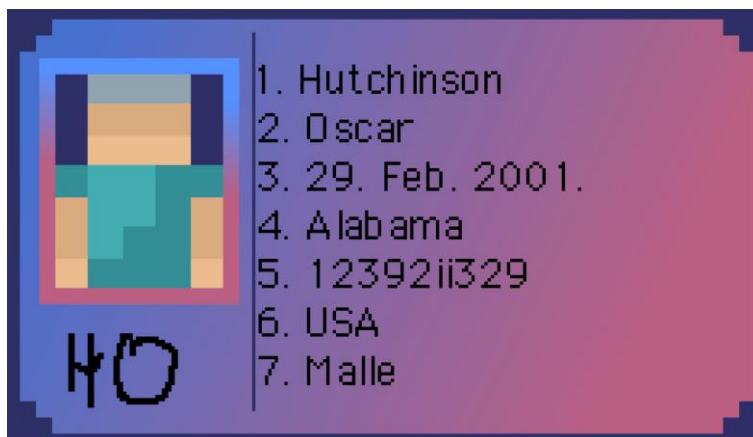 1. Hutchinson
2. Oscar
3. 29. Feb. 2001.
4. Alabama
5. 12392ii329
6. USA
7. Malle
HO